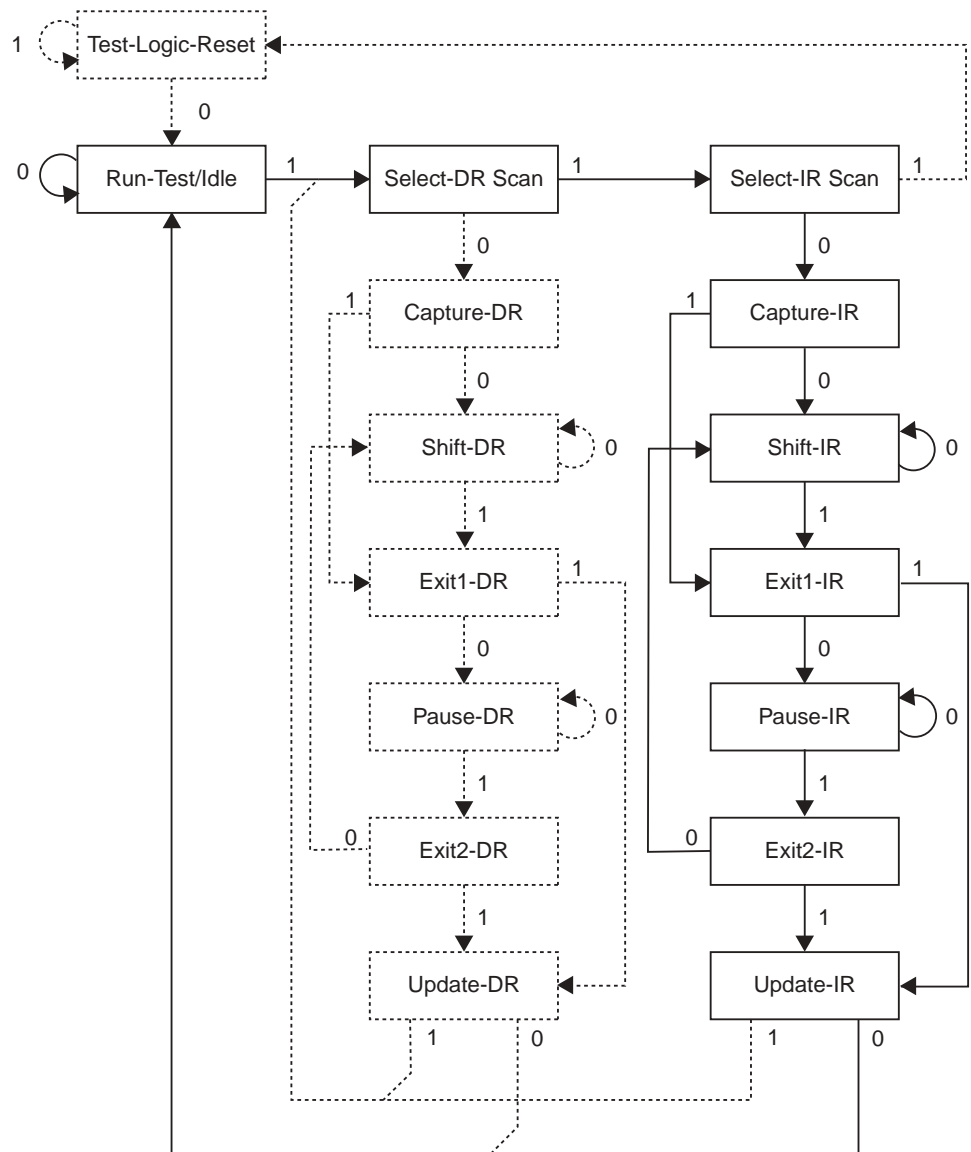 1
Test-Logic-Reset
0
0
Run-Test/Idle
1
Select-DR Scan
1
Select-IR Scan
1
0
0
1
Capture-DR
1
Capture-IR
0
0
Shift-DR
0
Shift-IR
0
1
1
Exit1-DR
1
Exit1-IR
1
0
0
Pause-DR
0
Pause-IR
0
1
1
0
Exit2-DR
0
Exit2-IR
1
1
Update-DR
Update-IR
1
0
1
0